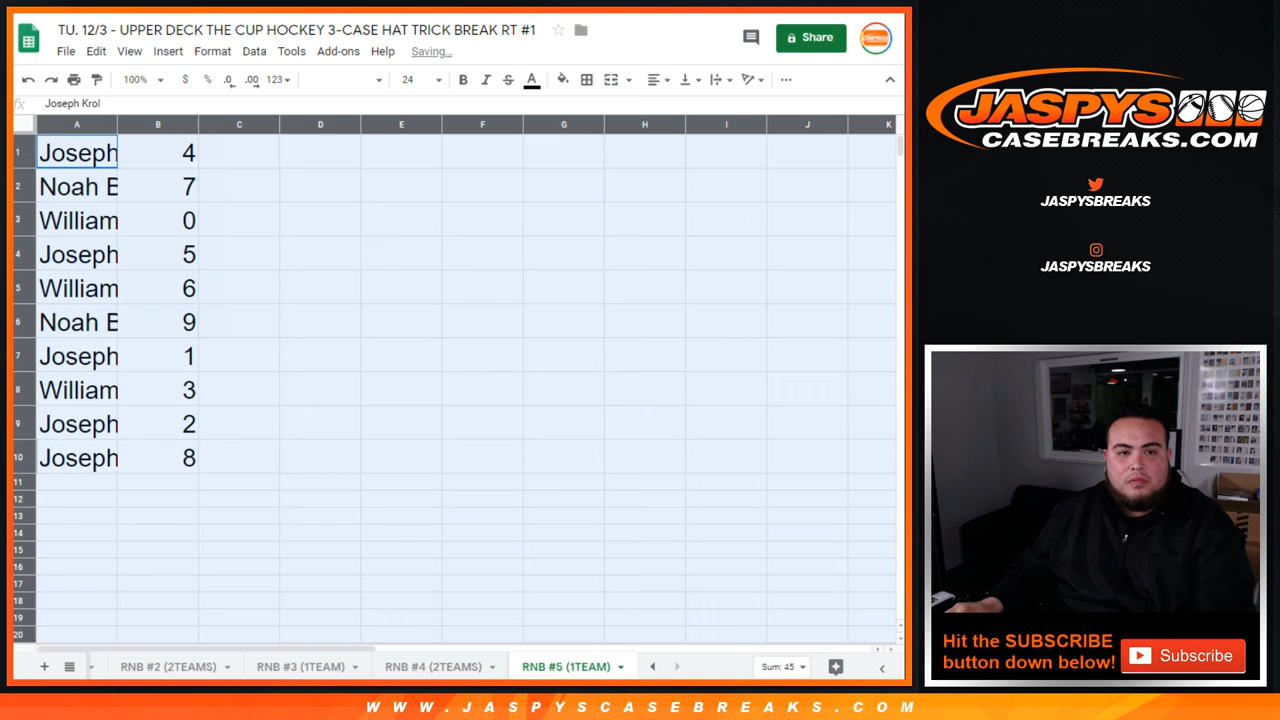 TU. 12/3 - UPPER DECK THE CUP HOCKEY 3-CASE HAT TRICK BREAK RT #1
File Edit View Insert Format Data Tools Add-ons Help Saving...
Share
100% $ % .0 .00 123 24 B I S A
fx Joseph Krol
A B C D E F G H I J K
1 Joseph 4
2 Noah B 7
3 William 0
4 Joseph 5
5 William 6
6 Noah B 9
7 Joseph 1
8 William 3
9 Joseph 2
10 Joseph 8
11
12
13
14
15
16
17
18
19
20
RNB #2 (2TEAMS) RNB #3 (1TEAM) RNB #4 (2TEAMS) RNB #5 (1TEAM) Sum: 45
JASPYS
CASEBREAKS.COM
JASPYSBREAKS
JASPYSBREAKS
Hit the SUBSCRIBE
button down below!
Subscribe
WWW.JASPYSCASEBREAKS.COM